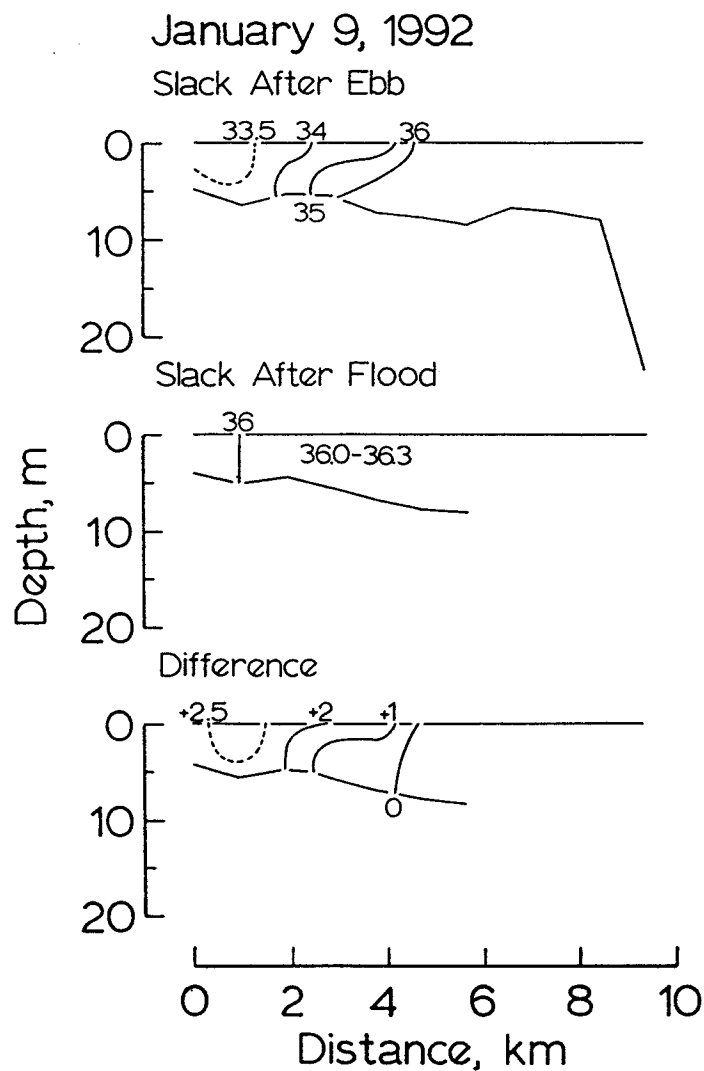 January 9, 1992
Slack After Ebb
33.5 34 36
0
35
10
20
Slack After Flood
36
0
36.0-36.3
10
20
Difference
+2.5 +2 +1
0
0
10
20
0 2 4 6 8 10
Distance, km
Depth, m